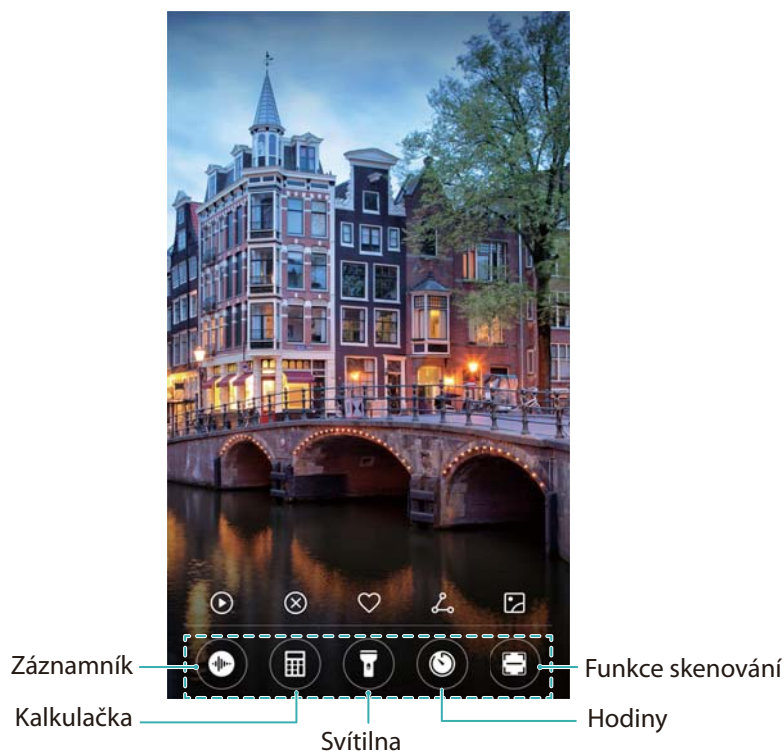 Záznamník
Funkce skenování
Kalkulačka
Hodiny
Svítilna